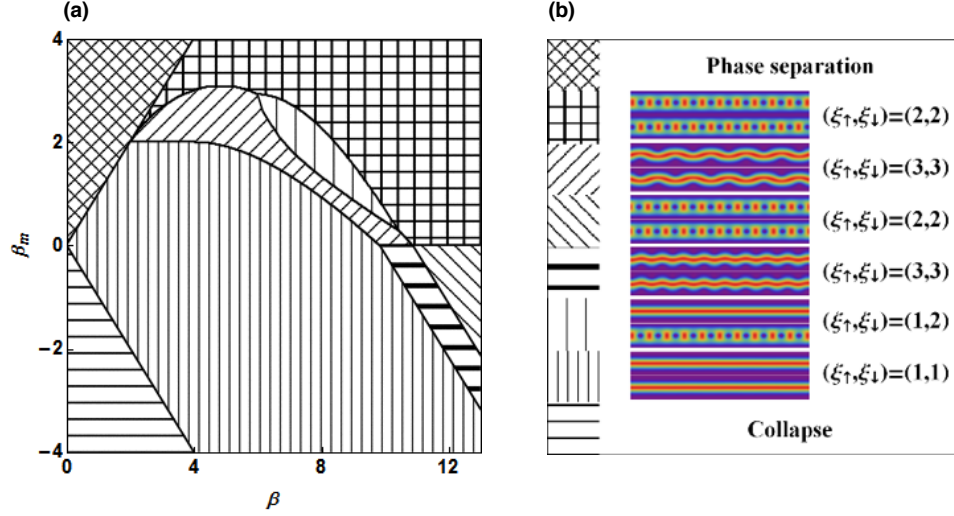 (a)
(b)
4
2
0
−2
−4
βm
0
4
8
12
β
Phase separation
(ξ↑,ξ↓)=(2,2)
(ξ↑,ξ↓)=(3,3)
(ξ↑,ξ↓)=(2,2)
(ξ↑,ξ↓)=(3,3)
(ξ↑,ξ↓)=(1,2)
(ξ↑,ξ↓)=(1,1)
Collapse